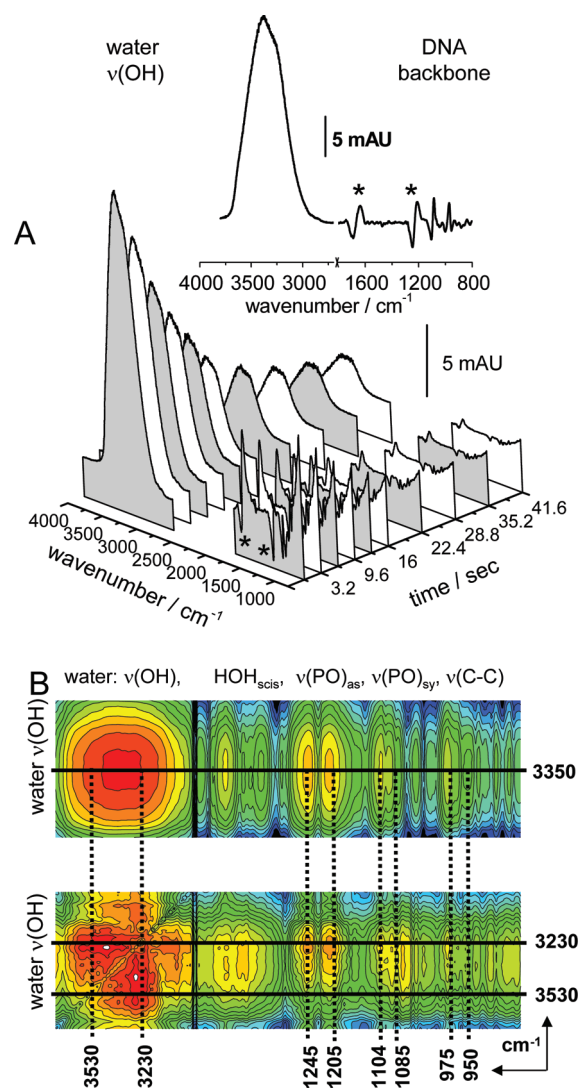 water
ν(OH)
DNA
backbone
5 mAU
*
*
4000 3500 3000 1600 1200 800
wavenumber / cm-1
A
5 mAU
4000
3500
3000
2500
2000
1500
1000
wavenumber / cm-1
* *
3.2
9.6
16
22.4
28.8
35.2
41.6
time / sec
B
water: ν(OH), HOHscis, ν(PO)as, ν(PO)sy, ν(C-C)
water ν(OH)
3350
water ν(OH)
3230
3530
3530
3230
1245
1205
1104
1085
975
950
cm-1